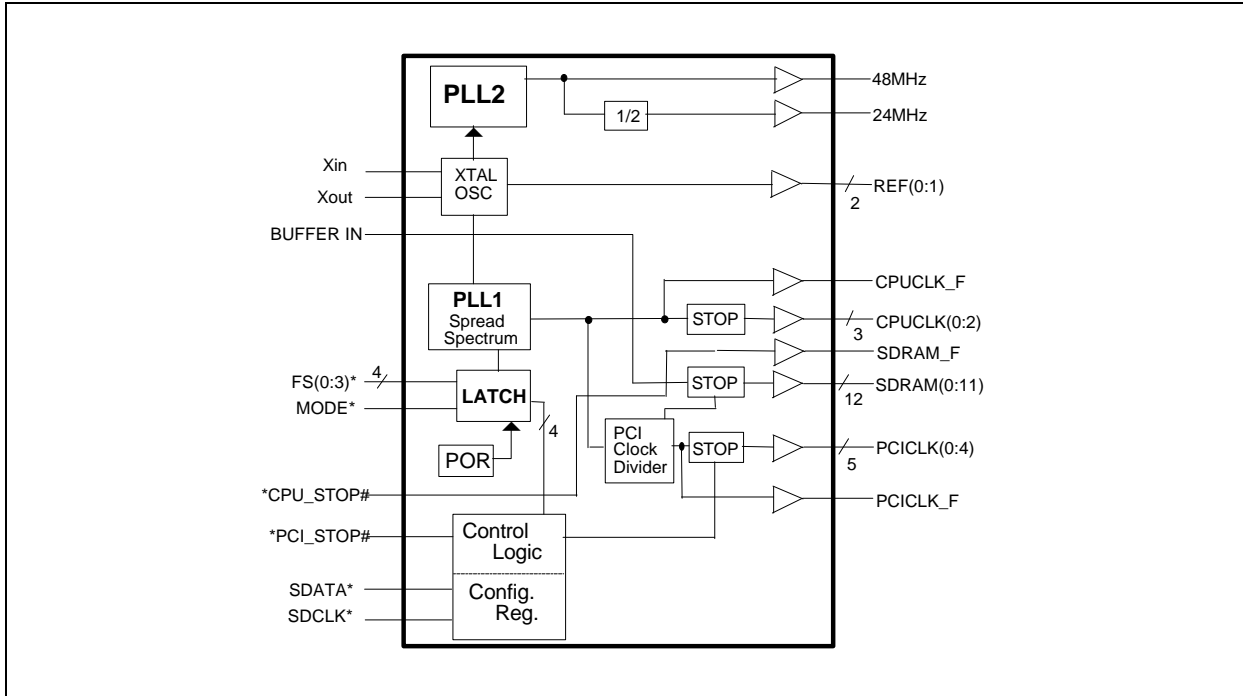 PLL2
48MHz
1/2
24MHz
Xin
XTAL
OSC
REF(0:1)
2
Xout
BUFFER IN
CPUCLK_F
PLL1
Spread
Spectrum
STOP
CPUCLK(0:2)
3
SDRAM_F
FS(0:3)*
4
STOP
SDRAM(0:11)
12
MODE*
LATCH
4
PCI
Clock
Divider
STOP
PCICLK(0:4)
5
POR
*CPU_STOP#
PCICLK_F
*PCI_STOP#
Control
Logic
SDATA*
Config.
Reg.
SDCLK*